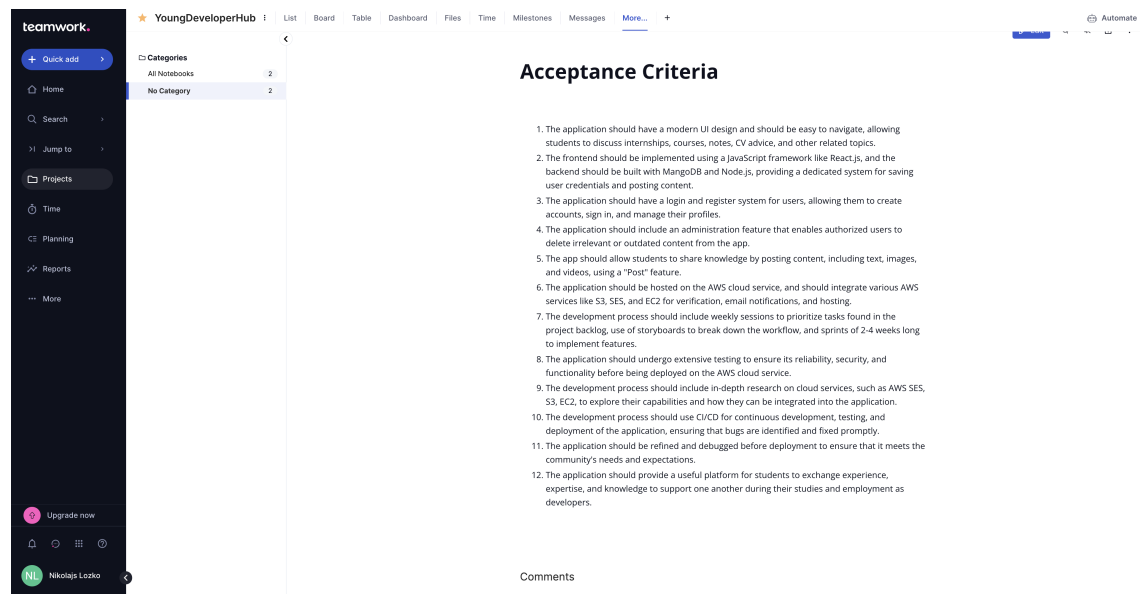 teamwork.
Quick add
Home
Search
Jump to
Projects
Time
Planning
Reports
More
Upgrade now
NL Nikolajs Lozko
YoungDeveloperHub
List Board Table Dashboard Files Time Milestones Messages More... +
Automate
Categories
All Notebooks 2
No Category 2
Acceptance Criteria
1. The application should have a modern UI design and should be easy to navigate, allowing
students to discuss internships, courses, notes, CV advice, and other related topics.
2. The frontend should be implemented using a JavaScript framework like React.js, and the
backend should be built with MangoDB and Node.js, providing a dedicated system for saving
user credentials and posting content.
3. The application should have a login and register system for users, allowing them to create
accounts, sign in, and manage their profiles.
4. The application should include an administration feature that enables authorized users to
delete irrelevant or outdated content from the app.
5. The app should allow students to share knowledge by posting content, including text, images,
and videos, using a "Post" feature.
6. The application should be hosted on the AWS cloud service, and should integrate various AWS
services like S3, SES, and EC2 for verification, email notifications, and hosting.
7. The development process should include weekly sessions to prioritize tasks found in the
project backlog, use of storyboards to break down the workflow, and sprints of 2-4 weeks long
to implement features.
8. The application should undergo extensive testing to ensure its reliability, security, and
functionality before being deployed on the AWS cloud service.
9. The development process should include in-depth research on cloud services, such as AWS SES,
S3, EC2, to explore their capabilities and how they can be integrated into the application.
10. The development process should use CI/CD for continuous development, testing, and
deployment of the application, ensuring that bugs are identified and fixed promptly.
11. The application should be refined and debugged before deployment to ensure that it meets the
community's needs and expectations.
12. The application should provide a useful platform for students to exchange experience,
expertise, and knowledge to support one another during their studies and employment as
developers.
Comments